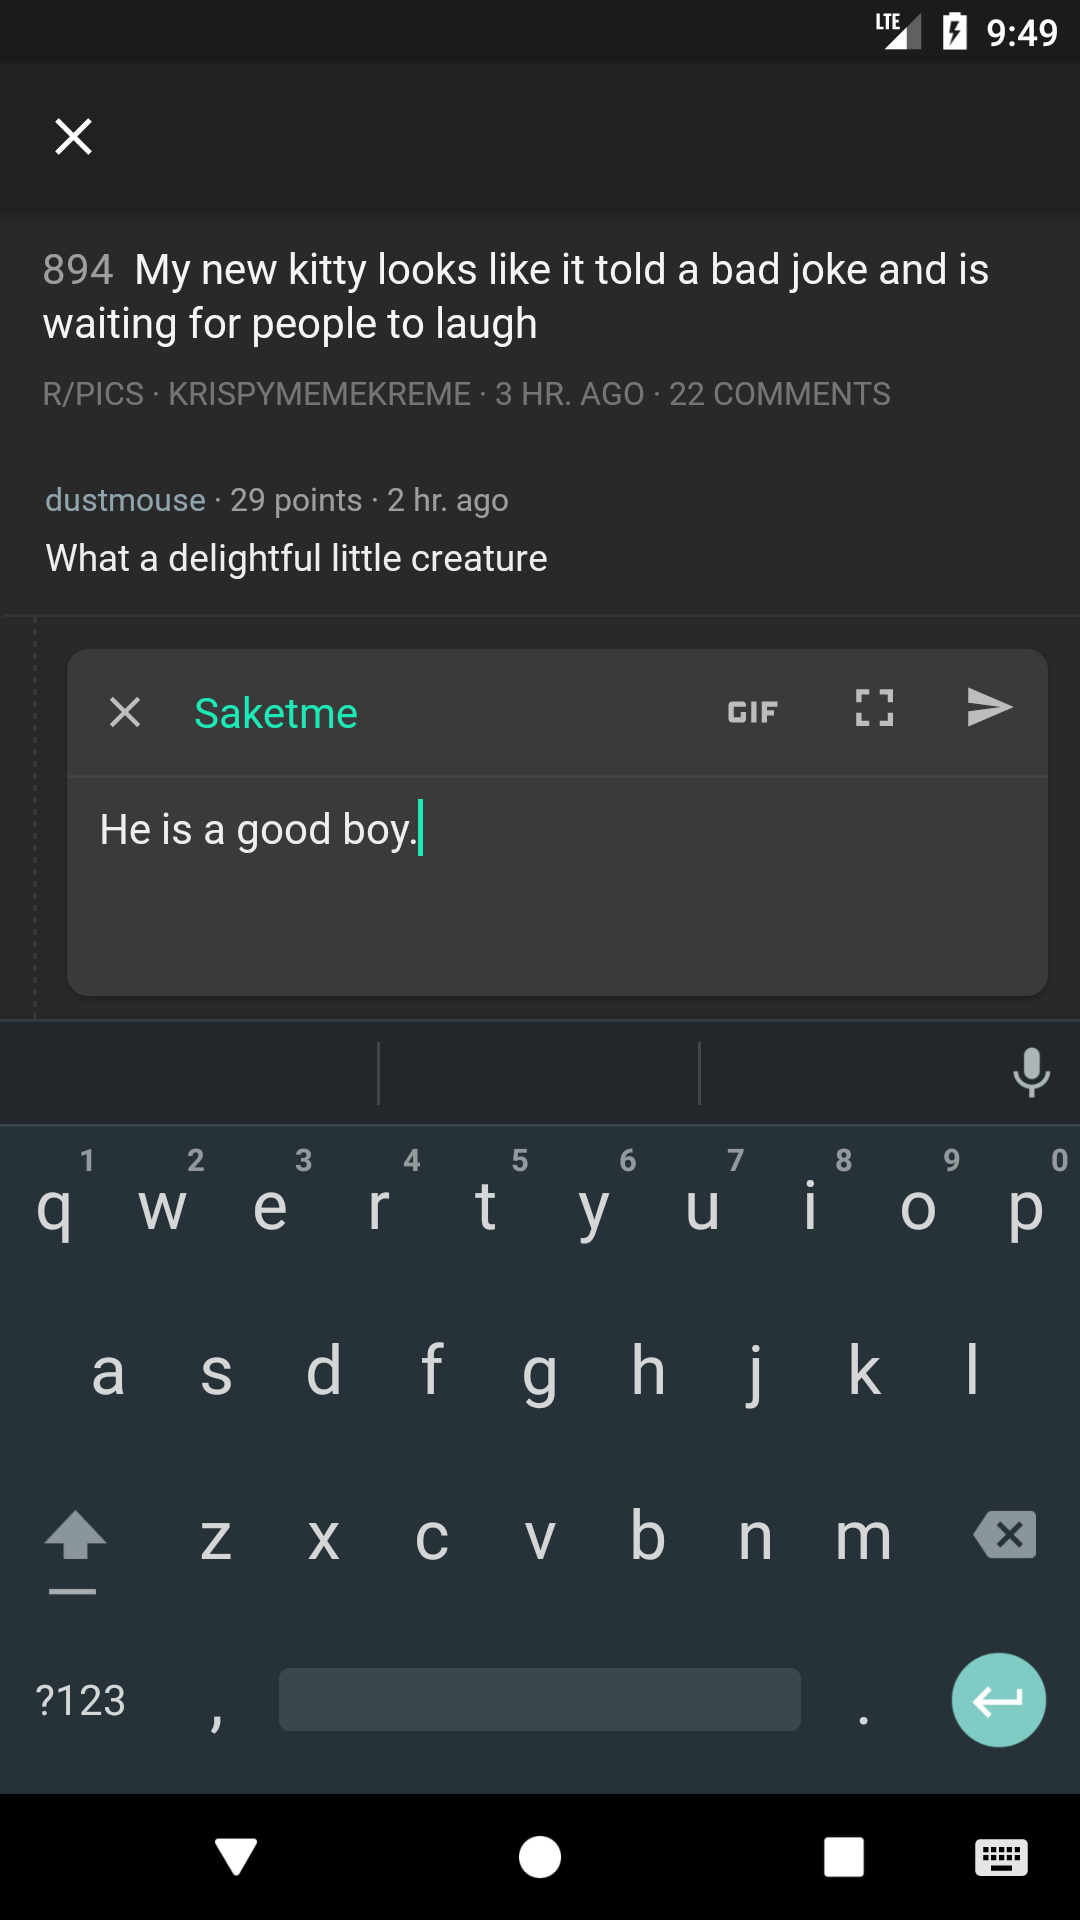 LTE 9:49
894 My new kitty looks like it told a bad joke and is
waiting for people to laugh
R/PICS · KRISPYMEMEKREME · 3 HR. AGO · 22 COMMENTS
dustmouse · 29 points · 2 hr. ago
What a delightful little creature
Saketme GIF
He is a good boy.
1 2 3 4 5 6 7 8 9 0
q w e r t y u i o p
a s d f g h j k l
z x c v b n m
?123 , .